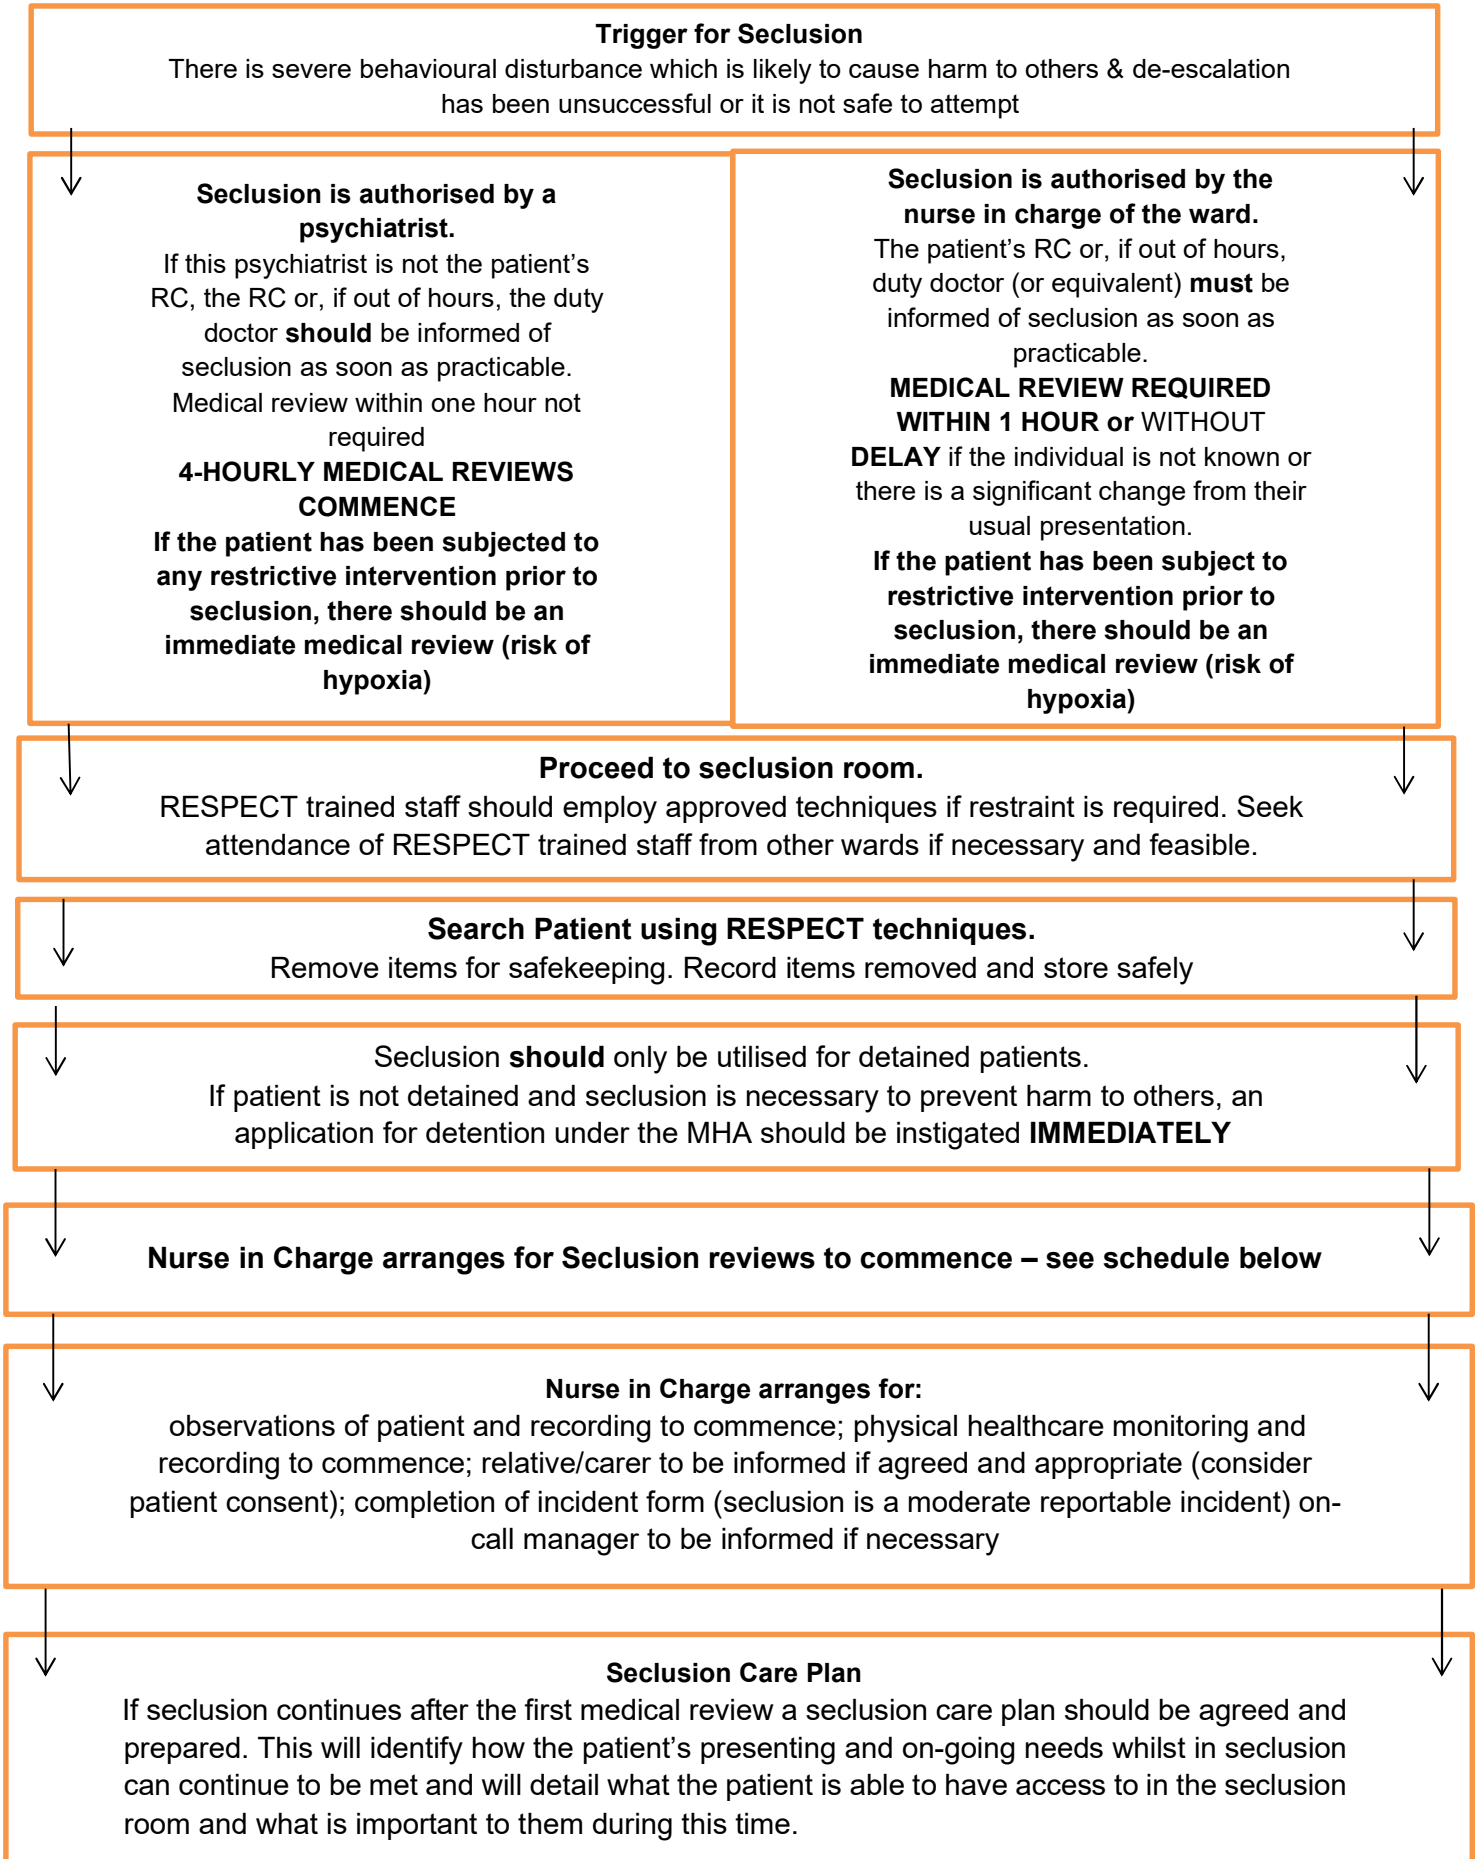 Trigger for Seclusion
There is severe behavioural disturbance which is likely to cause harm to others & de-escalation
has been unsuccessful or it is not safe to attempt
Seclusion is authorised by a
psychiatrist.
If this psychiatrist is not the patient’s
RC, the RC or, if out of hours, the duty
doctor should be informed of
seclusion as soon as practicable.
Medical review within one hour not
required
4-HOURLY MEDICAL REVIEWS
COMMENCE
If the patient has been subjected to
any restrictive intervention prior to
seclusion, there should be an
immediate medical review (risk of
hypoxia)
Seclusion is authorised by the
nurse in charge of the ward.
The patient’s RC or, if out of hours,
duty doctor (or equivalent) must be
informed of seclusion as soon as
practicable.
MEDICAL REVIEW REQUIRED
WITHIN 1 HOUR or WITHOUT
DELAY if the individual is not known or
there is a significant change from their
usual presentation.
If the patient has been subject to
restrictive intervention prior to
seclusion, there should be an
immediate medical review (risk of
hypoxia)
Proceed to seclusion room.
RESPECT trained staff should employ approved techniques if restraint is required. Seek
attendance of RESPECT trained staff from other wards if necessary and feasible.
Search Patient using RESPECT techniques.
Remove items for safekeeping. Record items removed and store safely
Seclusion should only be utilised for detained patients.
If patient is not detained and seclusion is necessary to prevent harm to others, an
application for detention under the MHA should be instigated IMMEDIATELY
Nurse in Charge arranges for Seclusion reviews to commence – see schedule below
Nurse in Charge arranges for:
observations of patient and recording to commence; physical healthcare monitoring and
recording to commence; relative/carer to be informed if agreed and appropriate (consider
patient consent); completion of incident form (seclusion is a moderate reportable incident) on-
call manager to be informed if necessary
Seclusion Care Plan
If seclusion continues after the first medical review a seclusion care plan should be agreed and
prepared. This will identify how the patient’s presenting and on-going needs whilst in seclusion
can continue to be met and will detail what the patient is able to have access to in the seclusion
room and what is important to them during this time.